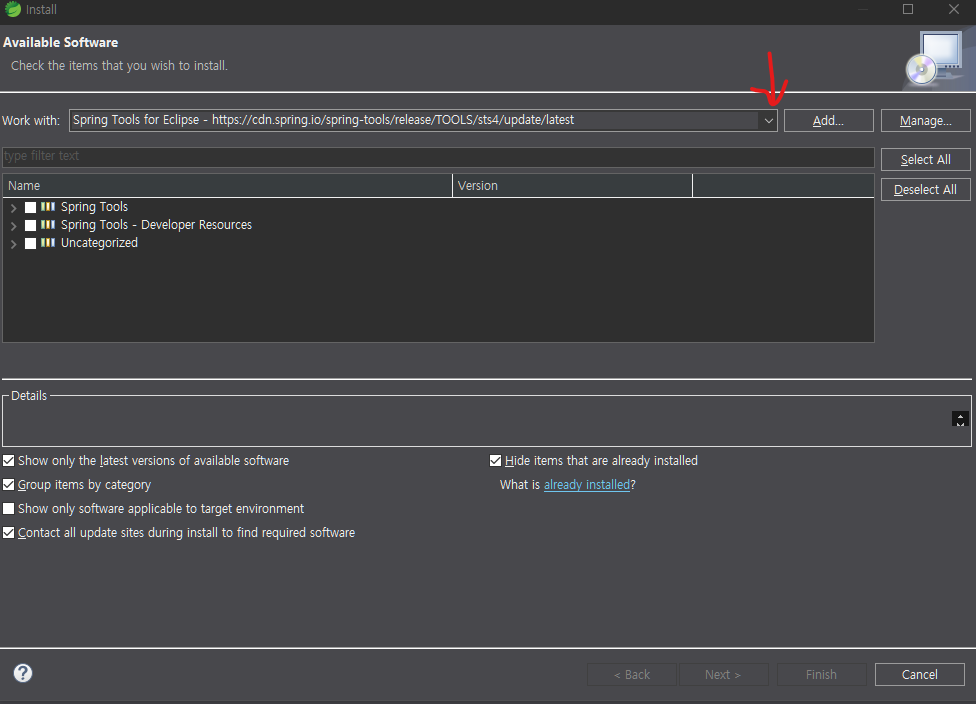 Install
Available Software
Check the items that you wish to install.
Work with: Spring Tools for Eclipse - https://cdn.spring.io/spring-tools/release/TOOLS/sts4/update/latest Add... Manage...
type filter text
Select All
Name Version
Deselect All
Spring Tools
Spring Tools - Developer Resources
Uncategorized
Details
Show only the latest versions of available software
Hide items that are already installed
Group items by category
What is already installed?
Show only software applicable to target environment
Contact all update sites during install to find required software
? < Back Next > Finish Cancel